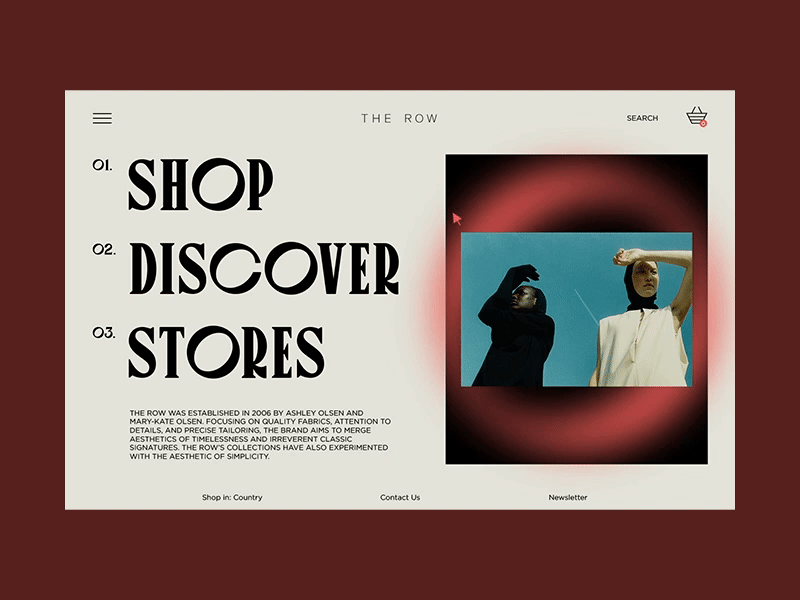 THE ROW
SEARCH
01. SHOP
02. DISCOVER
03. STORES
THE ROW WAS ESTABLISHED IN 2006 BY ASHLEY OLSEN AND
MARY-KATE OLSEN. FOCUSING ON QUALITY FABRICS, ATTENTION TO
DETAILS, AND PRECISE TAILORING, THE BRAND AIMS TO MERGE
AESTHETICS OF TIMELESSNESS AND IRREVERENT CLASSIC
SIGNATURES. THE ROW'S COLLECTIONS HAVE ALSO EXPERIMENTED
WITH THE AESTHETIC OF SIMPLICITY.
Shop in: Country
Contact Us
Newsletter